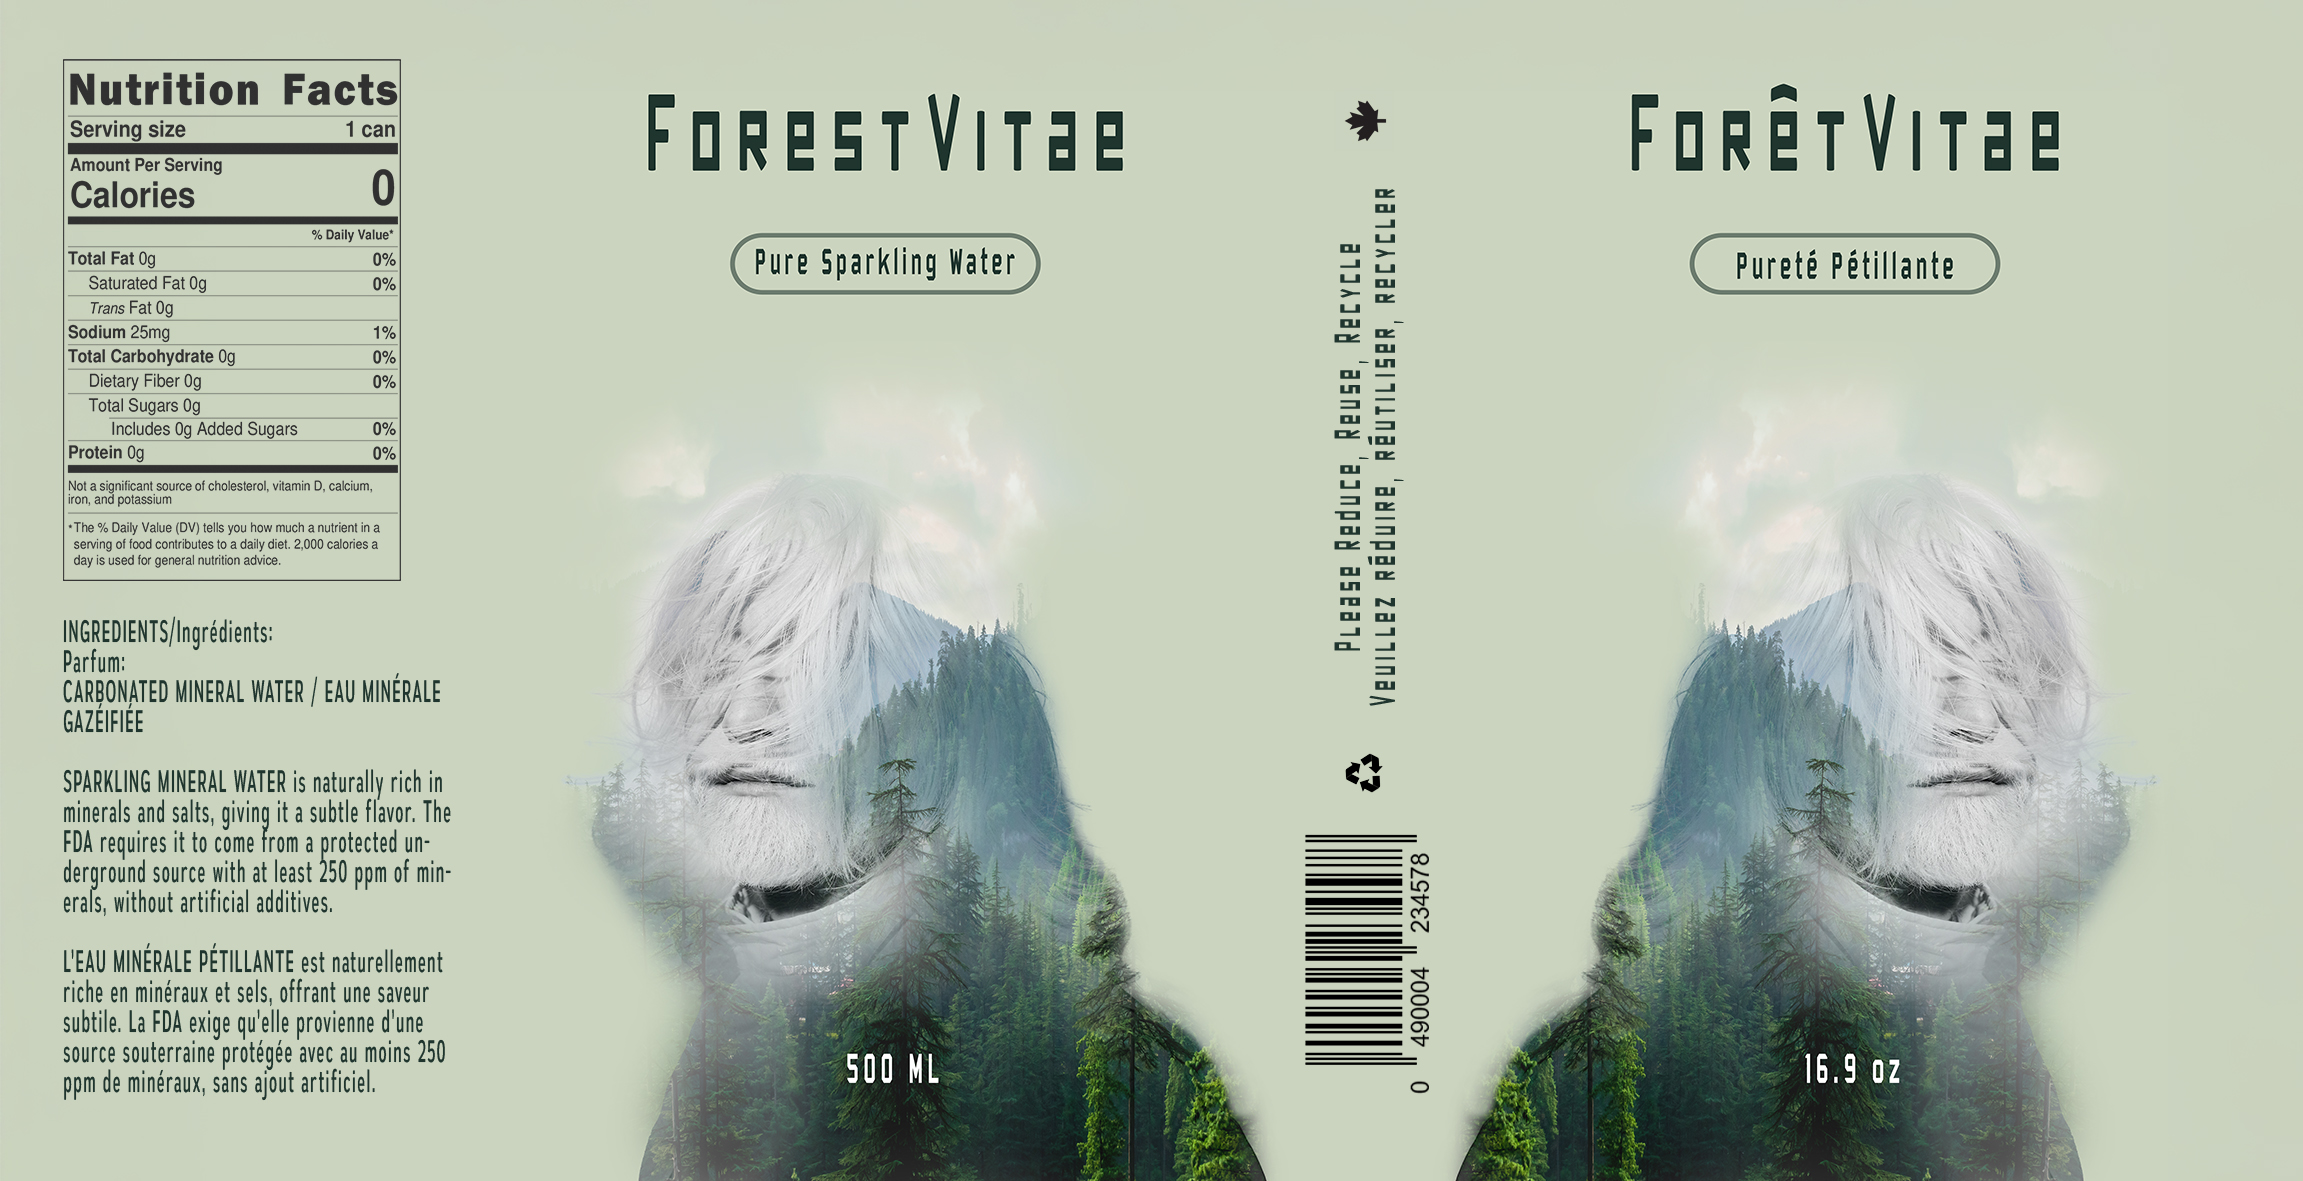 Nutrition Facts
Serving size 1 can
Amount Per Serving
Calories 0
% Daily Value*
Total Fat 0g 0%
Saturated Fat 0g 0%
Trans Fat 0g
Sodium 25mg 1%
Total Carbohydrate 0g 0%
Dietary Fiber 0g 0%
Total Sugars 0g
Includes 0g Added Sugars 0%
Protein 0g 0%
Not a significant source of cholesterol, vitamin D, calcium,
iron, and potassium
*The % Daily Value (DV) tells you how much a nutrient in a
serving of food contributes to a daily diet. 2,000 calories a
day is used for general nutrition advice.
INGREDIENTS/Ingrédients:
Parfum:
CARBONATED MINERAL WATER / EAU MINÉRALE
GAZÉIFIÉE
SPARKLING MINERAL WATER is naturally rich in
minerals and salts, giving it a subtle flavor. The
FDA requires it to come from a protected un-
derground source with at least 250 ppm of min-
erals, without artificial additives.
L'EAU MINÉRALE PÉTILLANTE est naturellement
riche en minéraux et sels, offrant une saveur
subtile. La FDA exige qu'elle provienne d'une
source souterraine protégée avec au moins 250
ppm de minéraux, sans ajout artificiel.
ForestVitae
Pure Sparkling Water
500 ML
Please Reduce, Reuse, Recycle
Veuillez réduire, réutiliser, recycler
0 490004 234578
ForêtVitae
Pureté Pétillante
16.9 oz